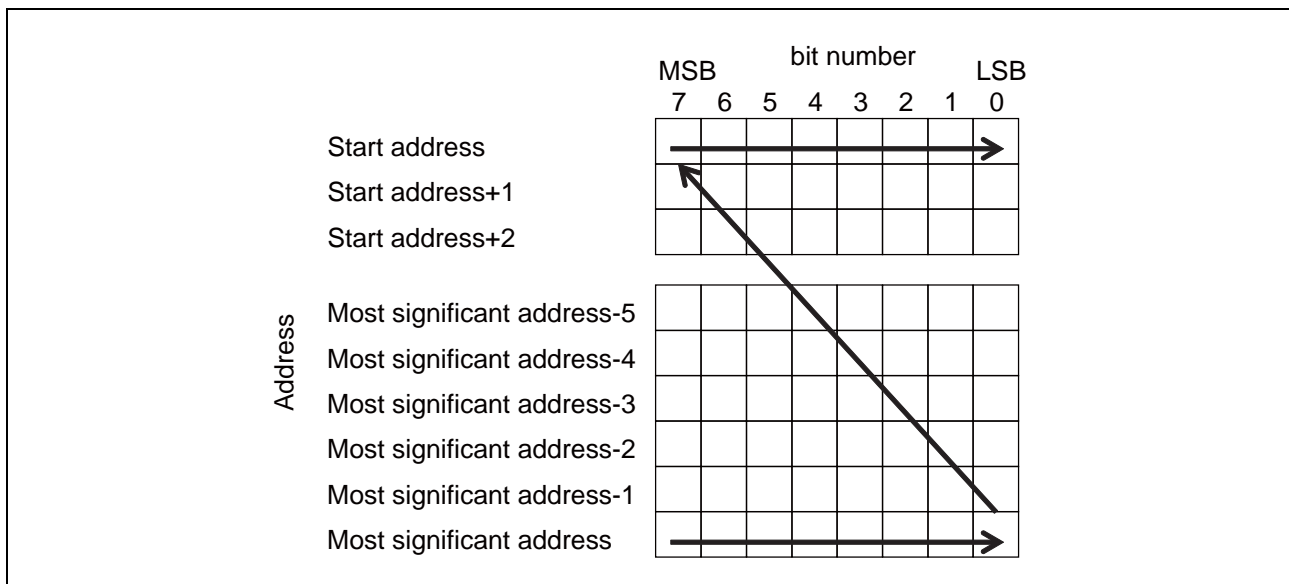 bit number
MSB LSB
7 6 5 4 3 2 1 0
Start address
Start address+1
Start address+2
Address
Most significant address-5
Most significant address-4
Most significant address-3
Most significant address-2
Most significant address-1
Most significant address